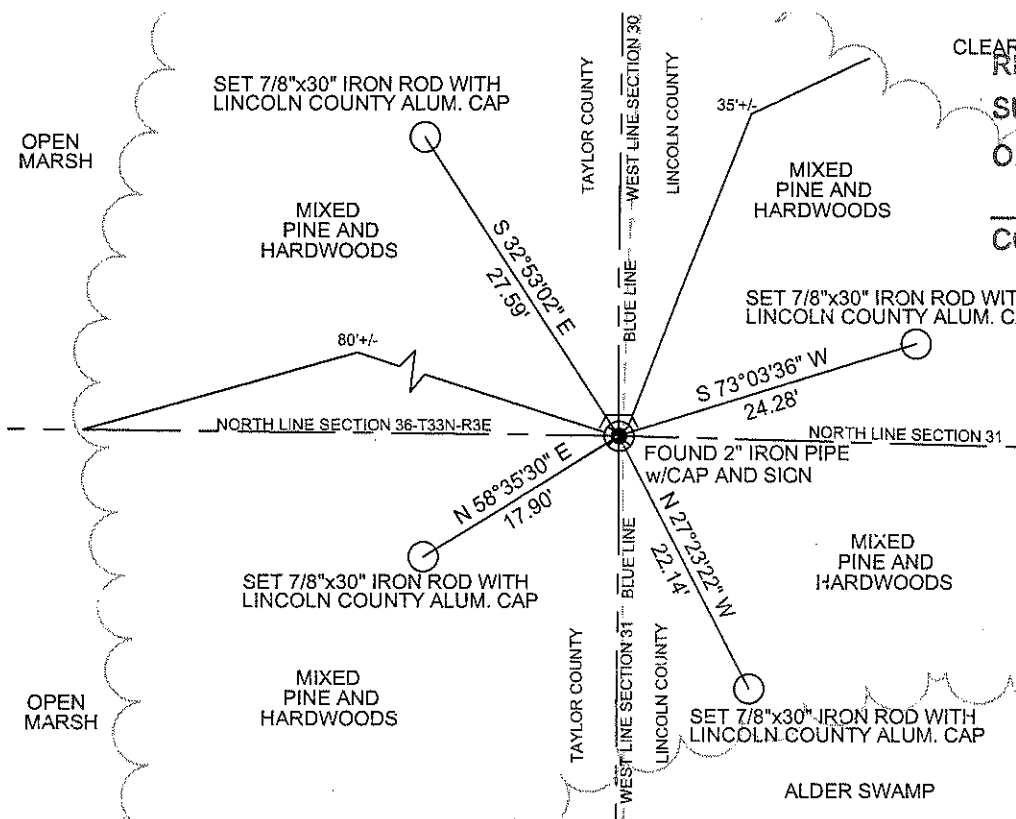 SET 7/8"x30" IRON ROD WITH
LINCOLN COUNTY ALUM. CAP
OPEN
MARSH
MIXED
PINE AND
HARDWOODS
TAYLOR COUNTY
WEST LINE SECTION 30
LINCOLN COUNTY
BLUE LINE
35'+/-
CLEAR
MIXED
PINE AND
HARDWOODS
S 32°53'02" E
27.59'
80'+/-
SET 7/8"x30" IRON ROD
LINCOLN COUNTY ALUM.
S 73°03'36" W
24.28'
NORTH LINE SECTION 36-T33N-R3E
NORTH LINE SECTION 31
FOUND 2" IRON PIPE
w/CAP AND SIGN
N 58°35'30" E
17.90'
SET 7/8"x30" IRON ROD WITH
LINCOLN COUNTY ALUM. CAP
N 27°23'22" W
22.14'
BLUE LINE
MIXED
PINE AND
HARDWOODS
MIXED
PINE AND
HARDWOODS
OPEN
MARSH
TAYLOR COUNTY
WEST LINE SECTION 31
LINCOLN COUNTY
SET 7/8"x30" IRON ROD WITH
LINCOLN COUNTY ALUM. CAP
ALDER SWAMP